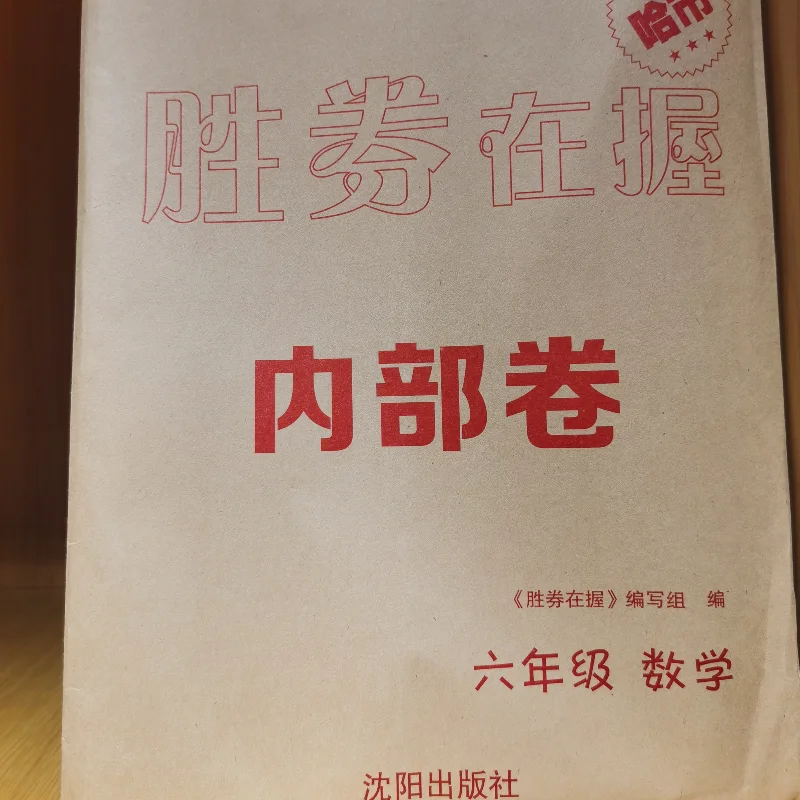 哈市
胜券在握
内部卷
《胜券在握》编写组 编
六年级 数学
沈阳出版社